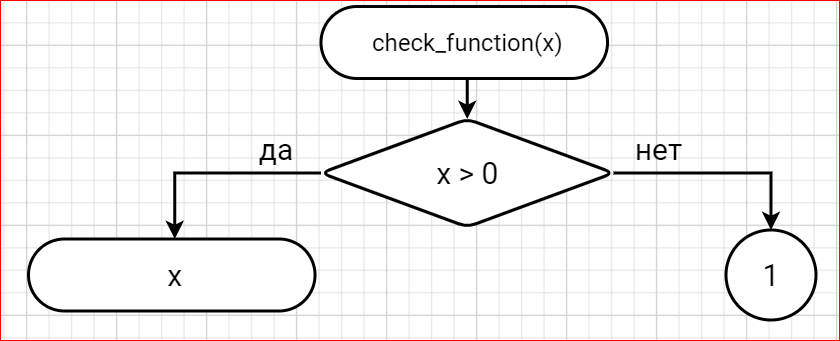 check_function(x)
да
x > 0
нет
x
1